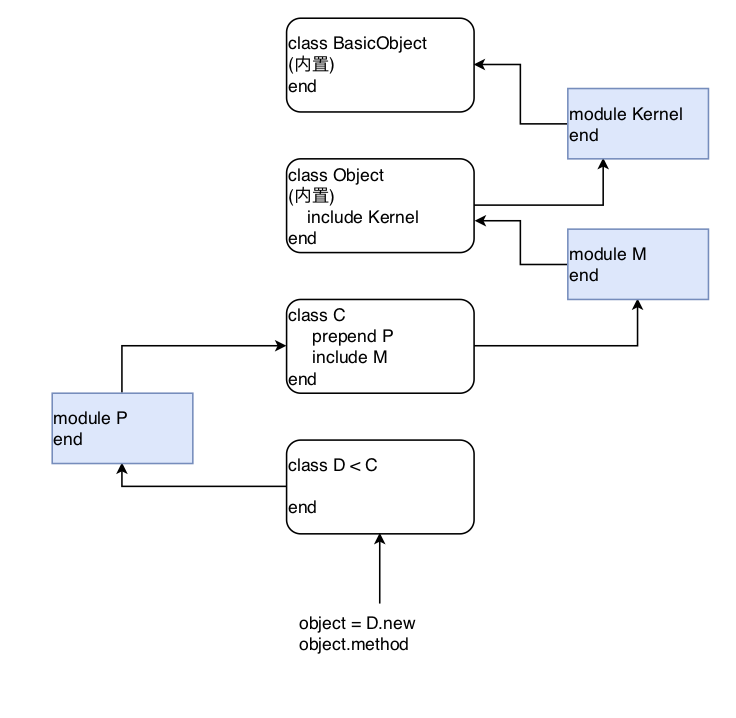 class BasicObject
(内置)
end
module Kernel
end
class Object
(内置)
include Kernel
end
module M
end
class C
prepend P
include M
end
module P
end
class D < C
end
object = D.new
object.method